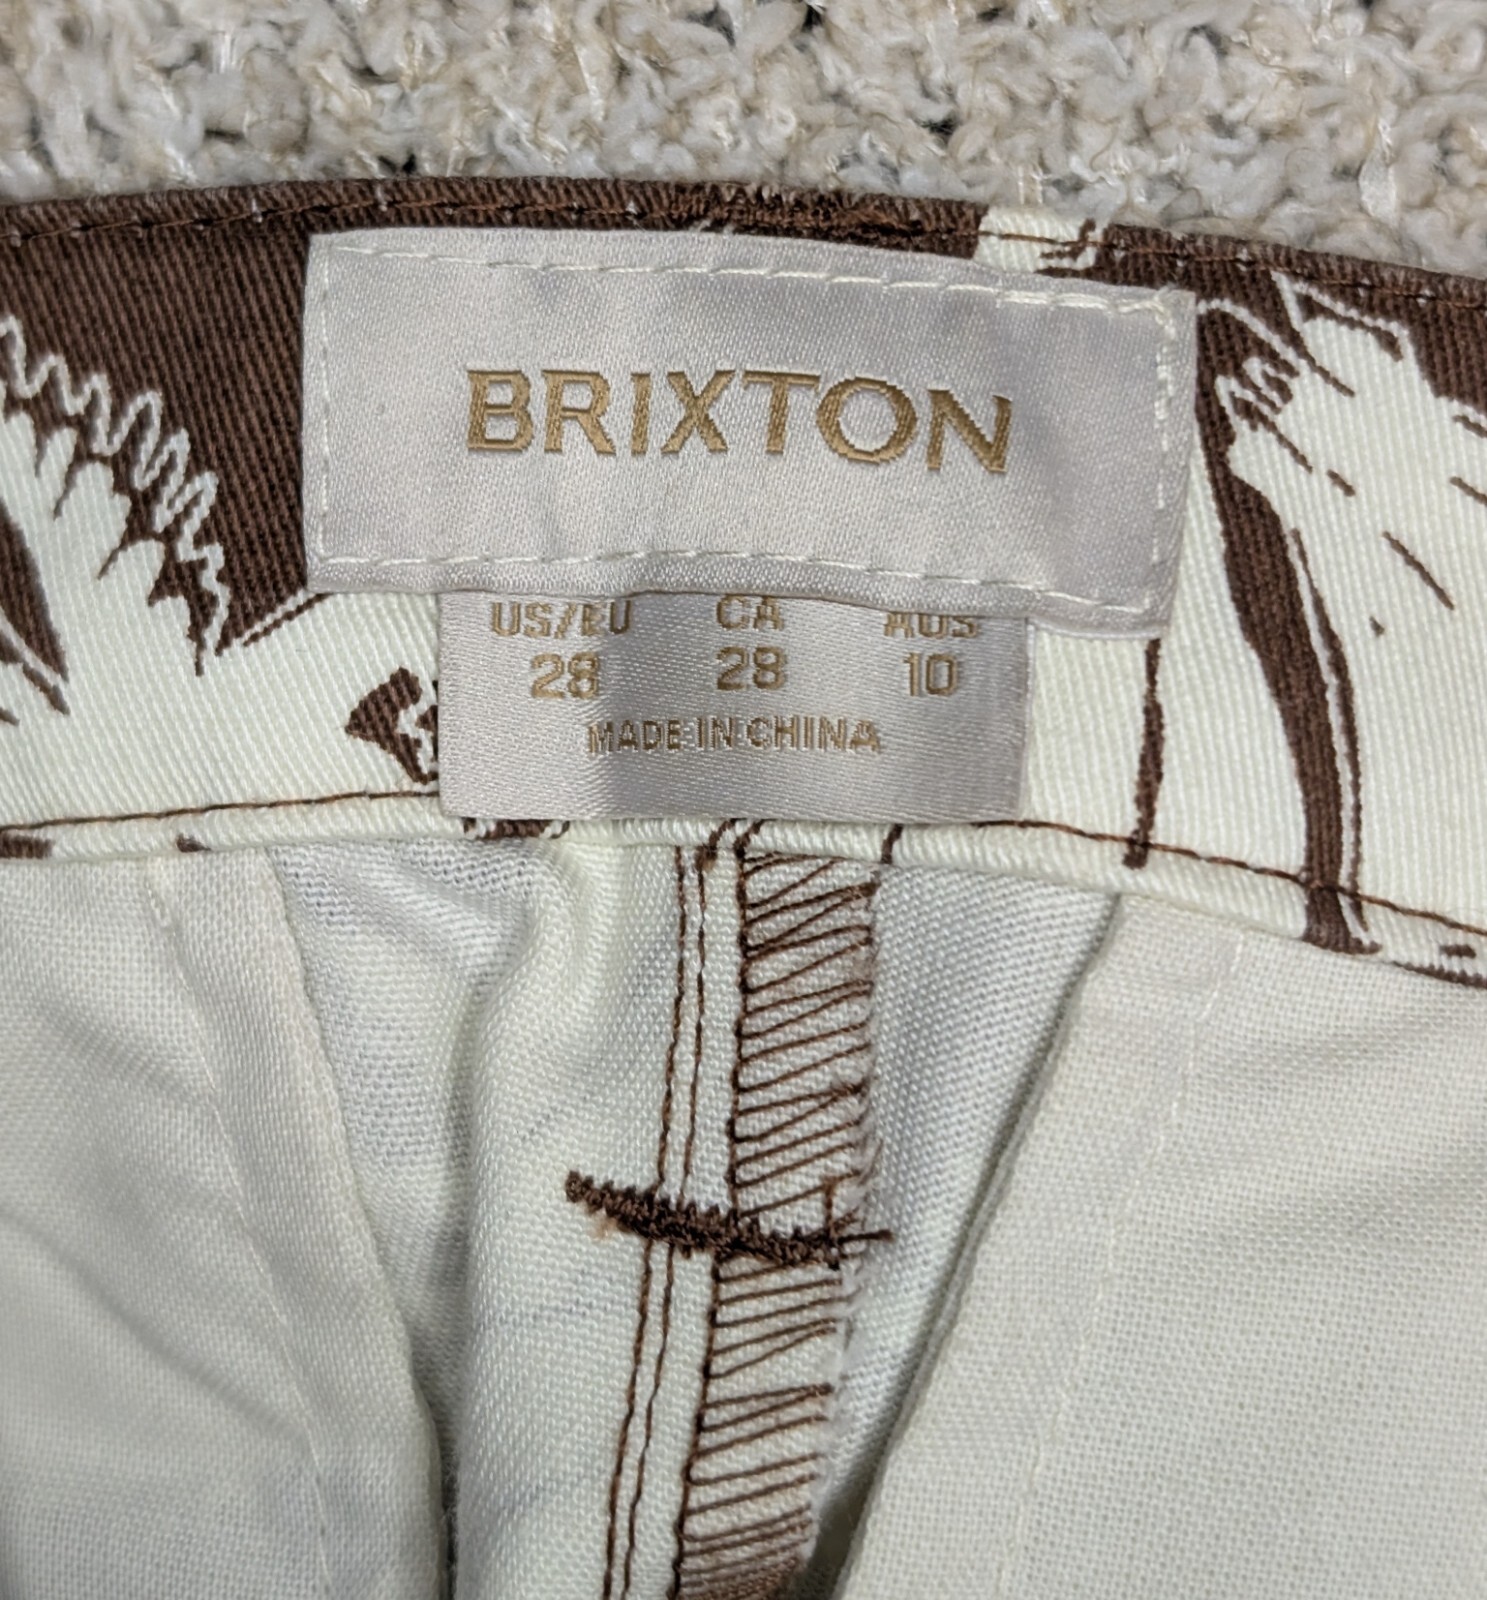 BRIXTON
US/EU CA AUS
28 28 10
MADE IN CHINA